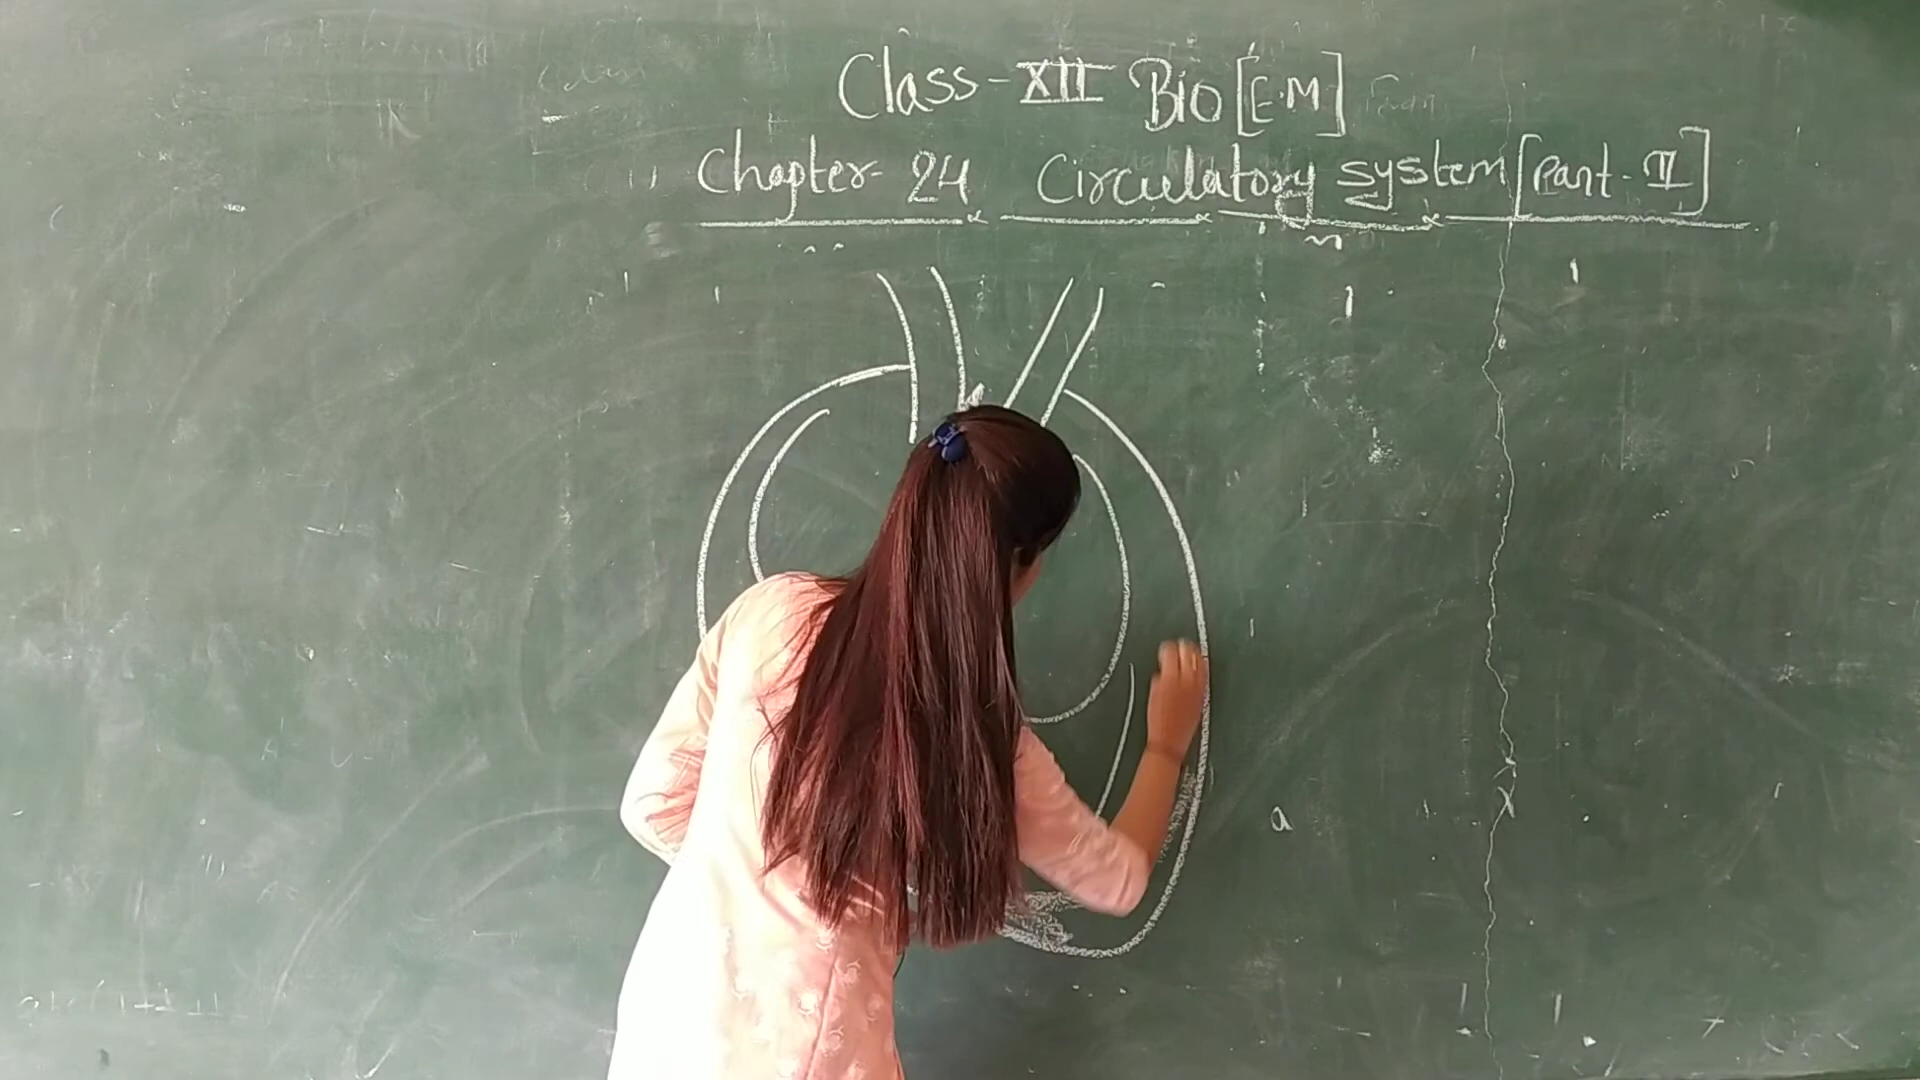 Class-XII Bio [E.M]
Chapter- 24 Circulatory system [Part-II]
a